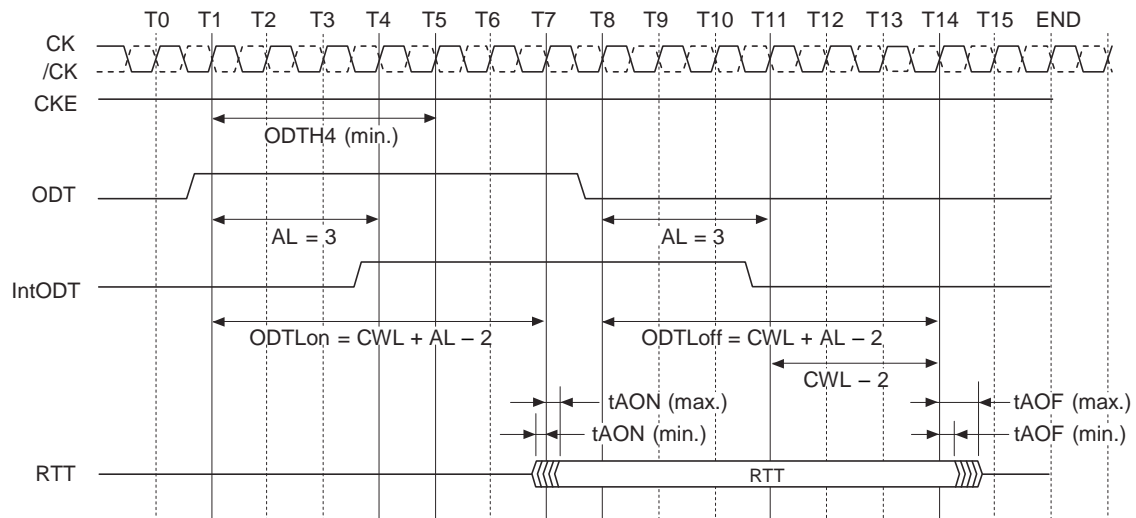 T0 T1 T2 T3 T4 T5 T6 T7 T8 T9 T10 T11 T12 T13 T14 T15 END
CK
/CK
CKE
ODTH4 (min.)
ODT
AL = 3 AL = 3
IntODT
ODTLon = CWL + AL – 2 ODTLoff = CWL + AL – 2
CWL – 2
tAON (max.) tAOF (max.)
tAON (min.) tAOF (min.)
RTT RTT